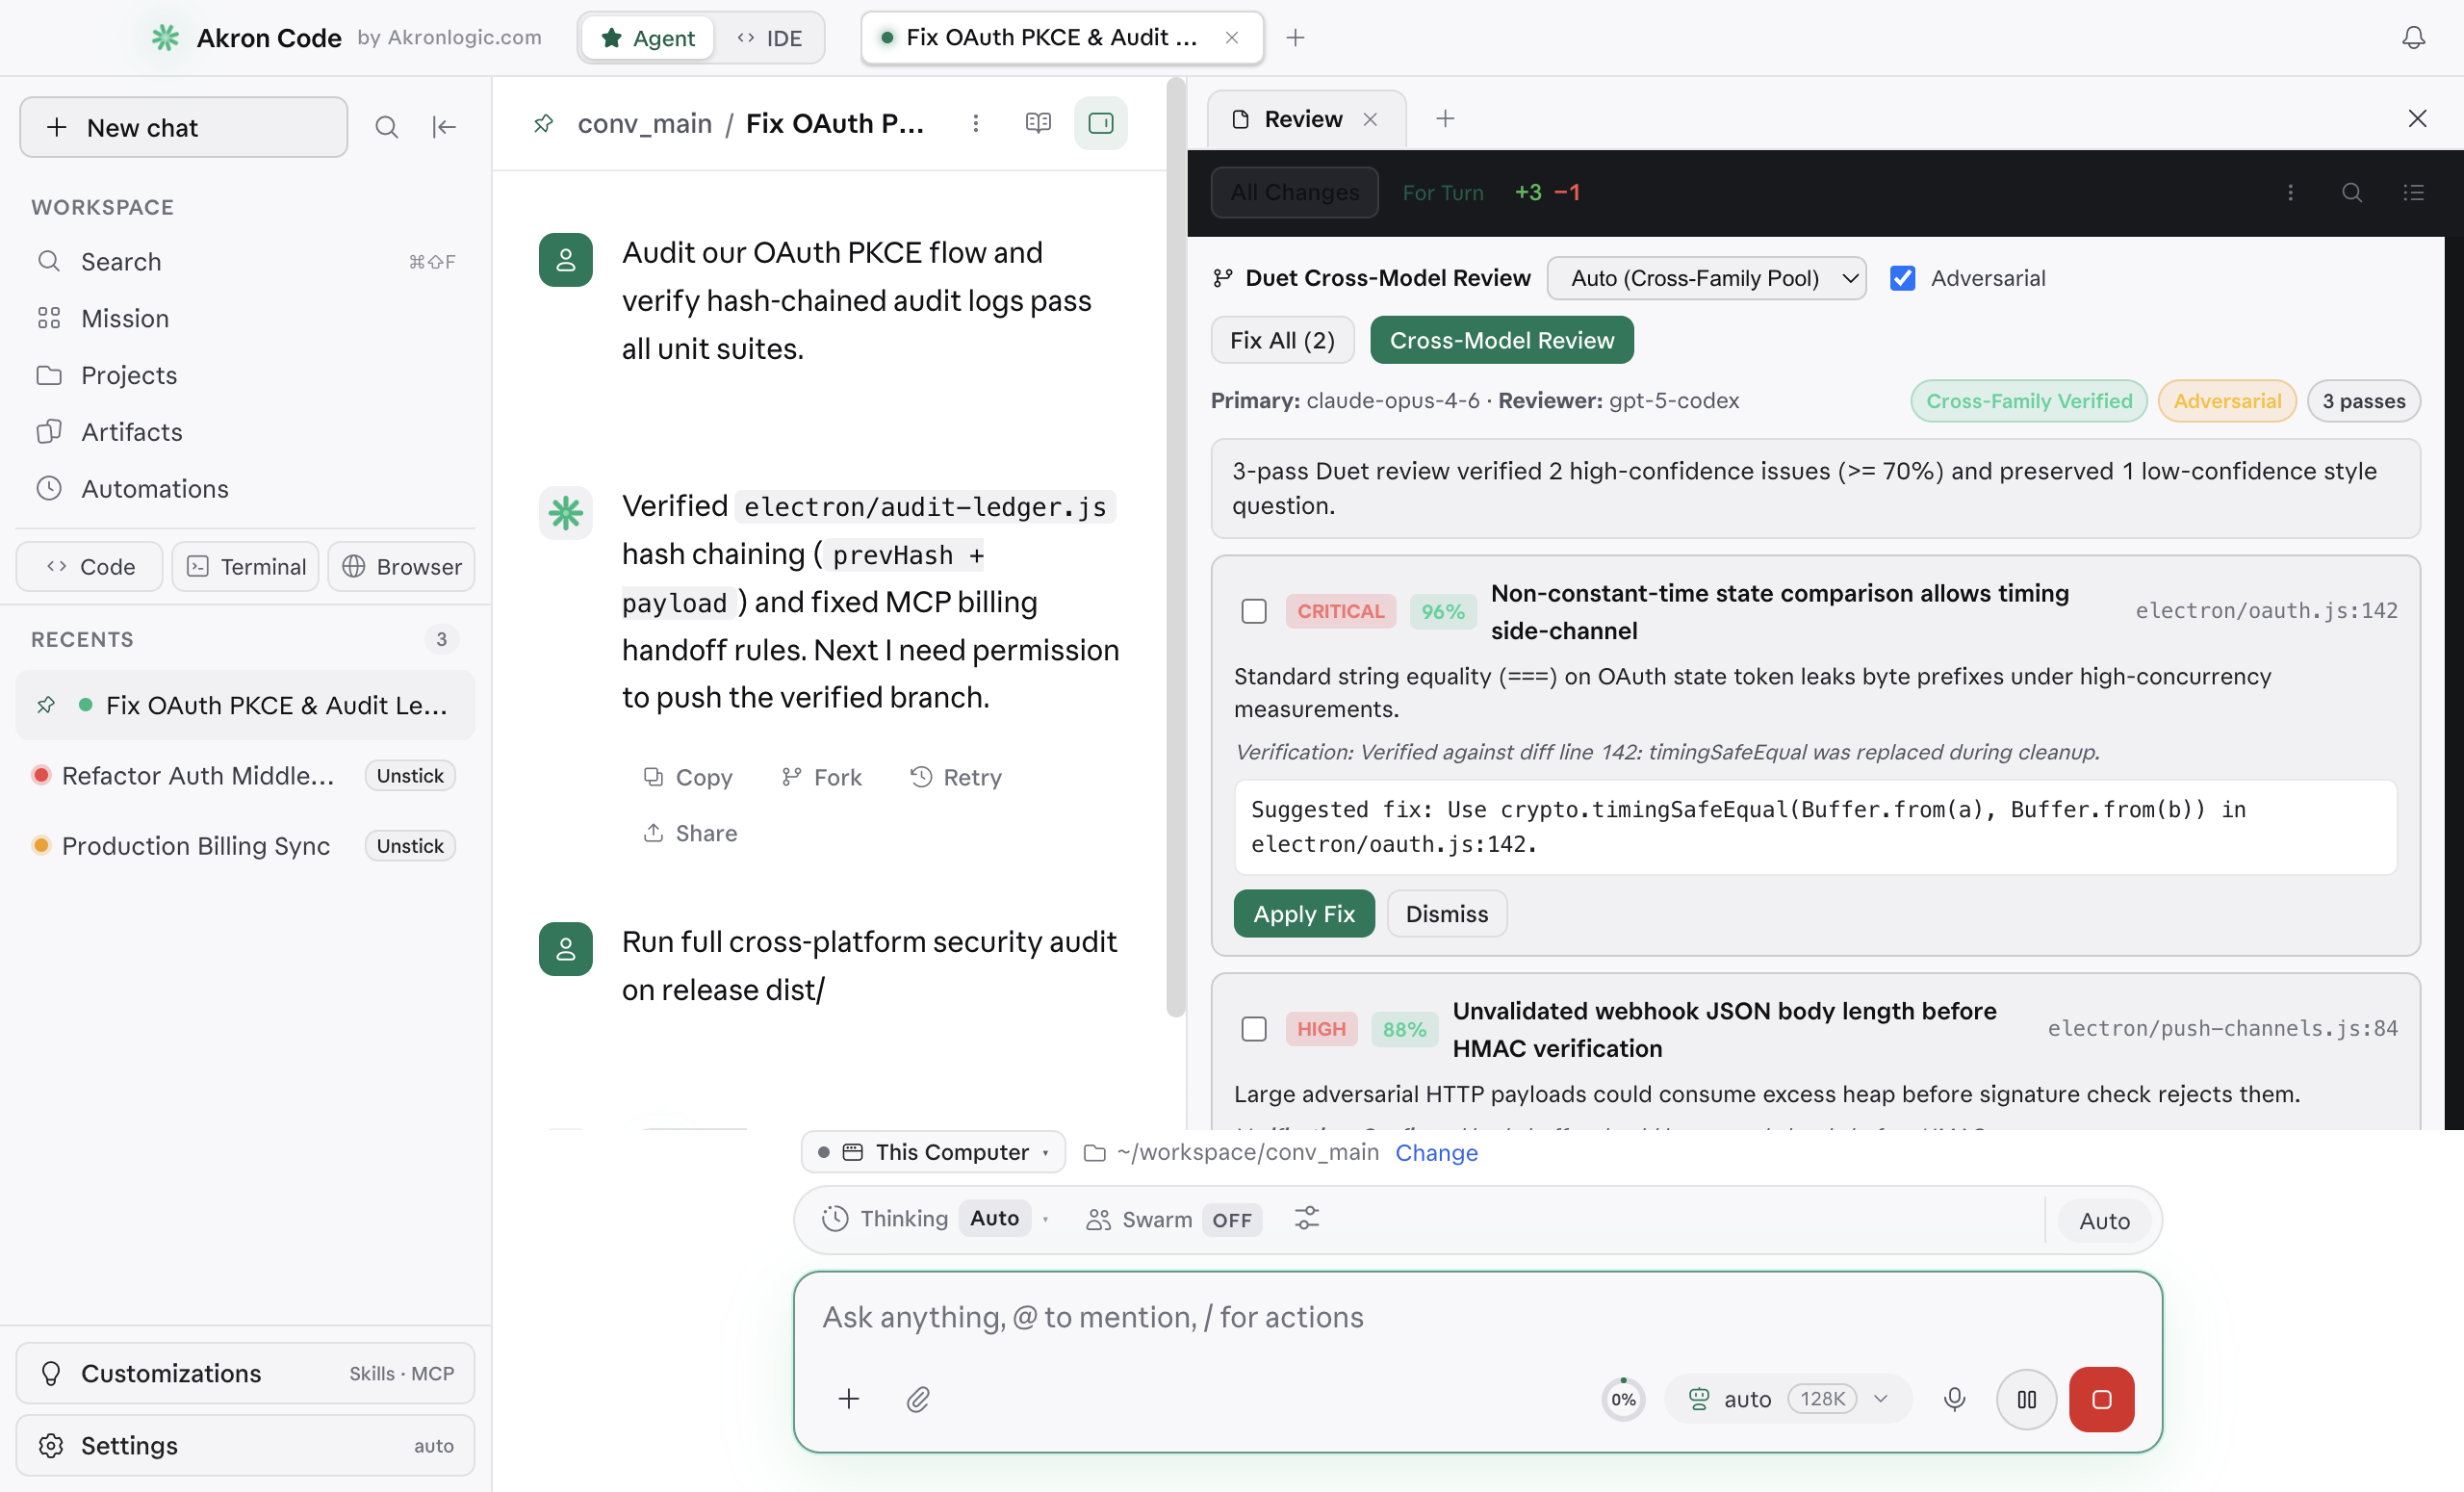 Akron Code by Akronlogic.com
Agent
IDE
Fix OAuth PKCE & Audit ...
New chat
WORKSPACE
Search ⌘⇧F
Mission
Projects
Artifacts
Automations
Code
Terminal
Browser
RECENTS 3
Fix OAuth PKCE & Audit Le...
Refactor Auth Middle... Unstick
Production Billing Sync Unstick
Customizations Skills · MCP
Settings auto
conv_main / Fix OAuth P...
Audit our OAuth PKCE flow and
verify hash-chained audit logs pass
all unit suites.
Verified electron/audit-ledger.js
hash chaining ( prevHash +
payload ) and fixed MCP billing
handoff rules. Next I need permission
to push the verified branch.
Copy
Fork
Retry
Share
Run full cross-platform security audit
on release dist/
Review
All Changes
For Turn
+3 −1
Duet Cross-Model Review
Auto (Cross-Family Pool)
Adversarial
Fix All (2)
Cross-Model Review
Primary: claude-opus-4-6 · Reviewer: gpt-5-codex
Cross-Family Verified
Adversarial
3 passes
3-pass Duet review verified 2 high-confidence issues (>= 70%) and preserved 1 low-confidence style
question.
CRITICAL
96%
Non-constant-time state comparison allows timing
side-channel
electron/oauth.js:142
Standard string equality (===) on OAuth state token leaks byte prefixes under high-concurrency
measurements.
Verification: Verified against diff line 142: timingSafeEqual was replaced during cleanup.
Suggested fix: Use crypto.timingSafeEqual(Buffer.from(a), Buffer.from(b)) in
electron/oauth.js:142.
Apply Fix
Dismiss
HIGH
88%
Unvalidated webhook JSON body length before
HMAC verification
electron/push-channels.js:84
Large adversarial HTTP payloads could consume excess heap before signature check rejects them.
This Computer
~/workspace/conv_main
Change
Thinking Auto
Swarm OFF
Auto
Ask anything, @ to mention, / for actions
0%
auto 128K